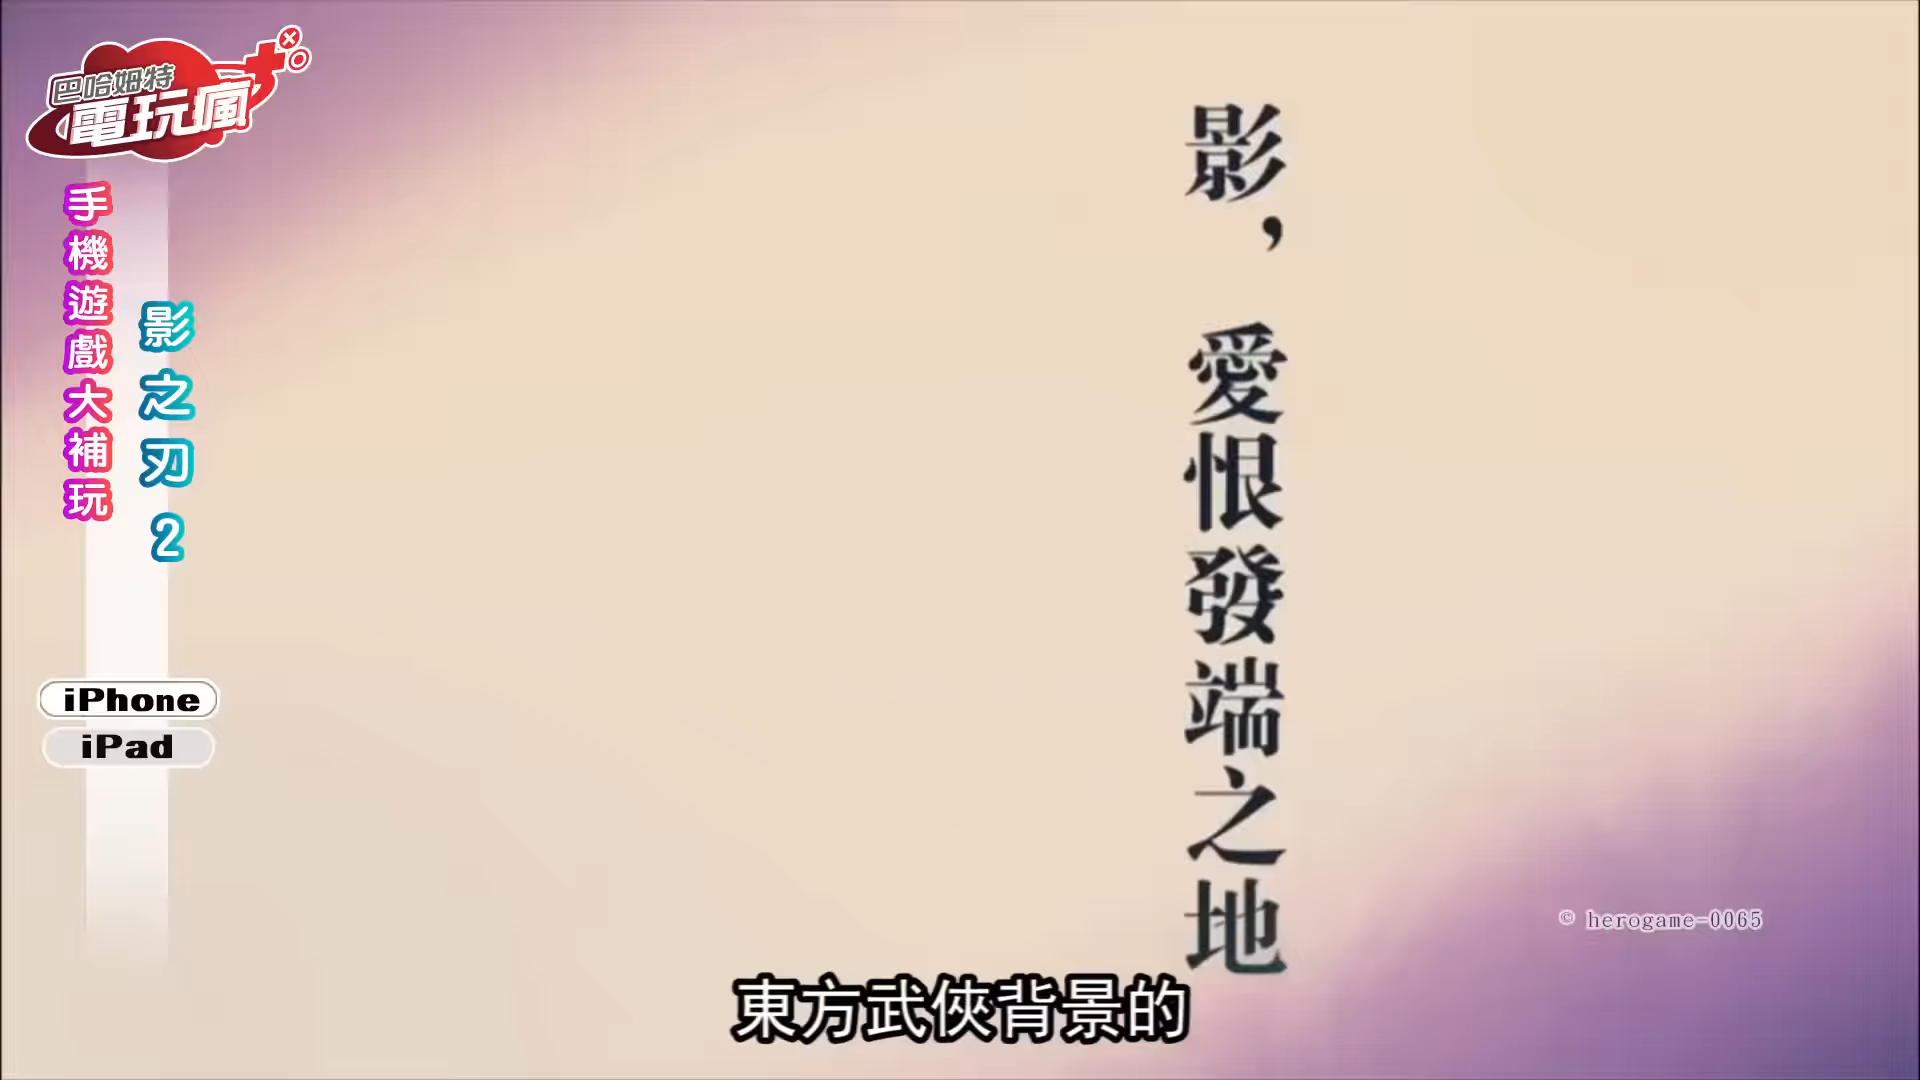 巴哈姆特
電玩瘋
手機遊戲大補玩
影之刃 2
iPhone
iPad
影，愛恨發端之地
© herogame-0065
東方武俠背景的